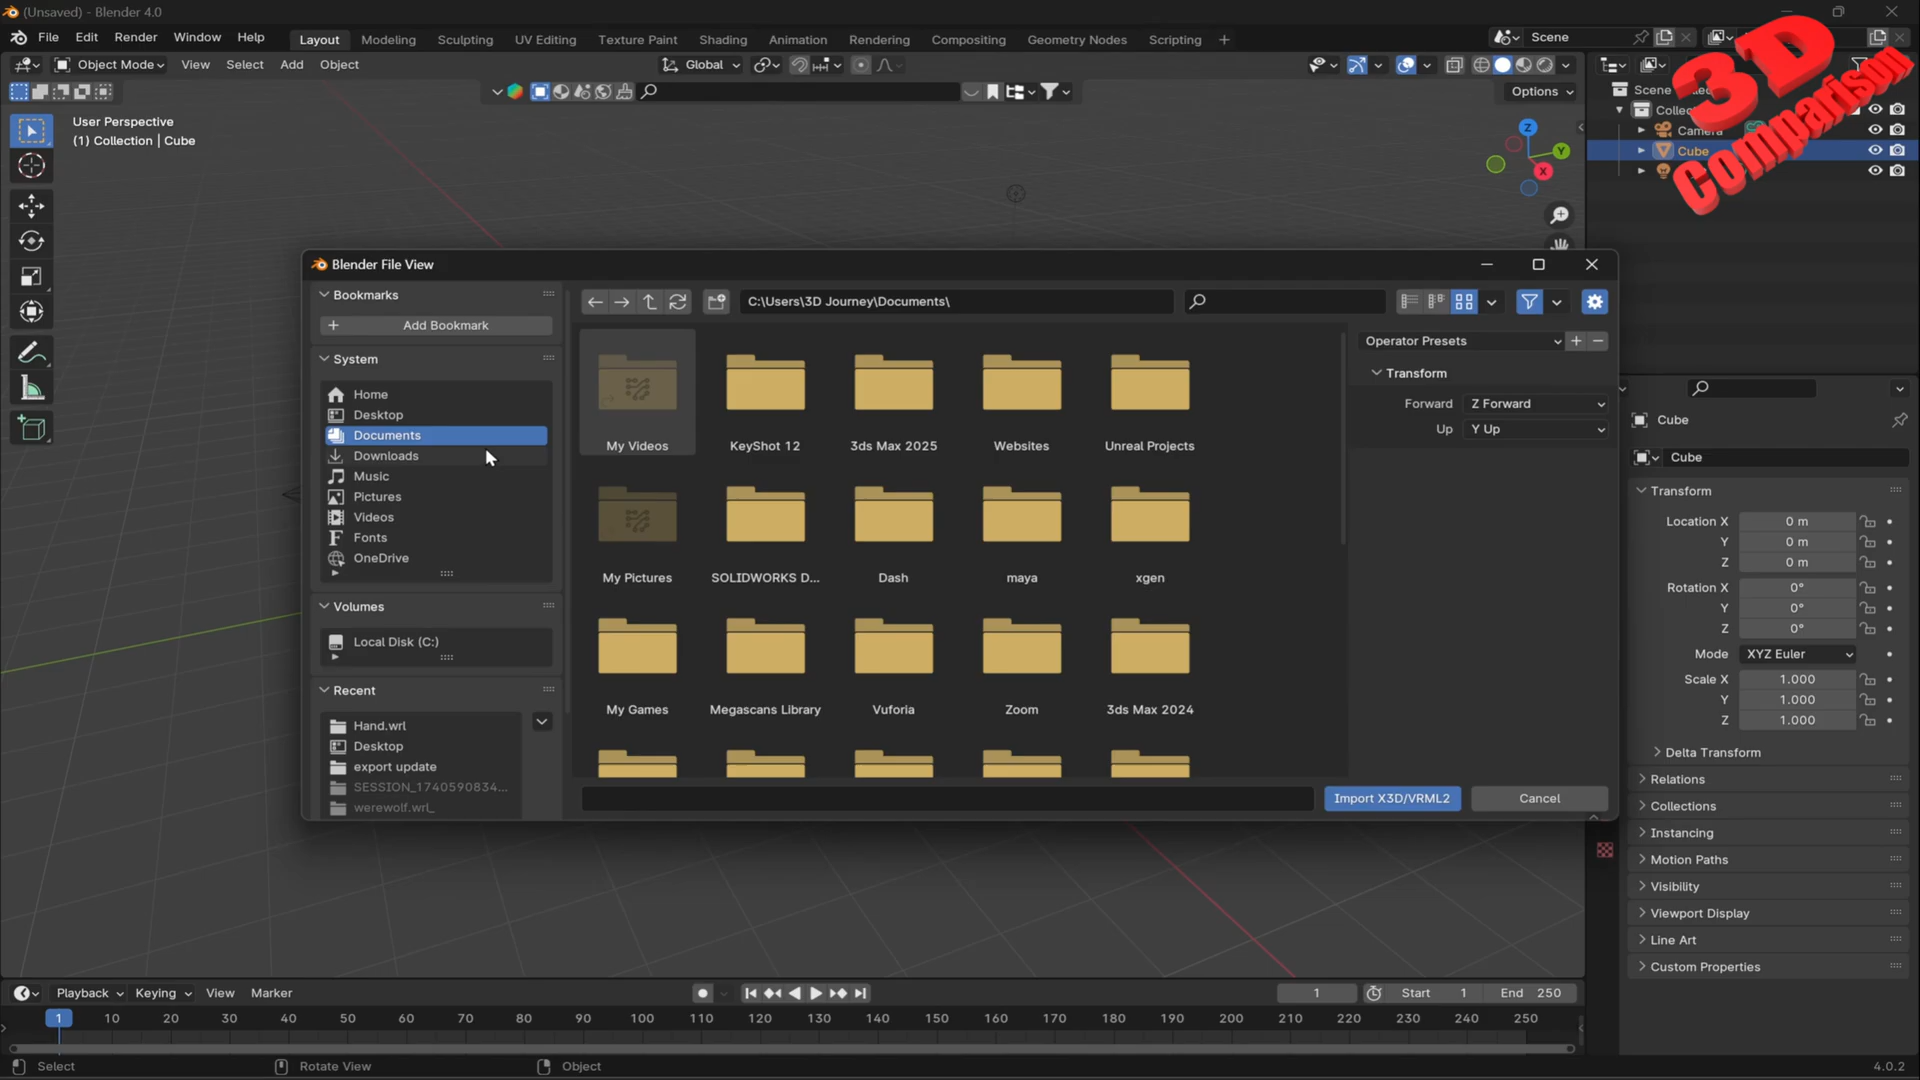 (Unsaved) - Blender 4.0
File Edit Render Window Help Layout Modeling Sculpting UV Editing Texture Paint Shading Animation Rendering Compositing Geometry Nodes Scripting + Scene
Object Mode View Select Add Object Global
Options
User Perspective
(1) Collection | Cube
Z
Y
X
3D
Comparison
Scene
Camera
Cube
Blender File View
Bookmarks
Add Bookmark
System
Home
Desktop
Documents
Downloads
Music
Pictures
Videos
Fonts
OneDrive
Volumes
Local Disk (C:)
Recent
Hand.wrl
Desktop
export update
SESSION_1740590834...
werewolf.wrl_
C:\Users\3D Journey\Documents\
My Videos KeyShot 12 3ds Max 2025 Websites Unreal Projects
My Pictures SOLIDWORKS D... Dash maya xgen
My Games Megascans Library Vuforia Zoom 3ds Max 2024
Operator Presets
Transform
Forward Z Forward
Up Y Up
Import X3D/VRML2 Cancel
Cube
Cube
Transform
Location X 0 m
Y 0 m
Z 0 m
Rotation X 0°
Y 0°
Z 0°
Mode XYZ Euler
Scale X 1.000
Y 1.000
Z 1.000
Delta Transform
Relations
Collections
Instancing
Motion Paths
Visibility
Viewport Display
Line Art
Custom Properties
Playback Keying View Marker 1 Start 1 End 250
1 10 20 30 40 50 60 70 80 90 100 110 120 130 140 150 160 170 180 190 200 210 220 230 240 250
Select Rotate View Object 4.0.2